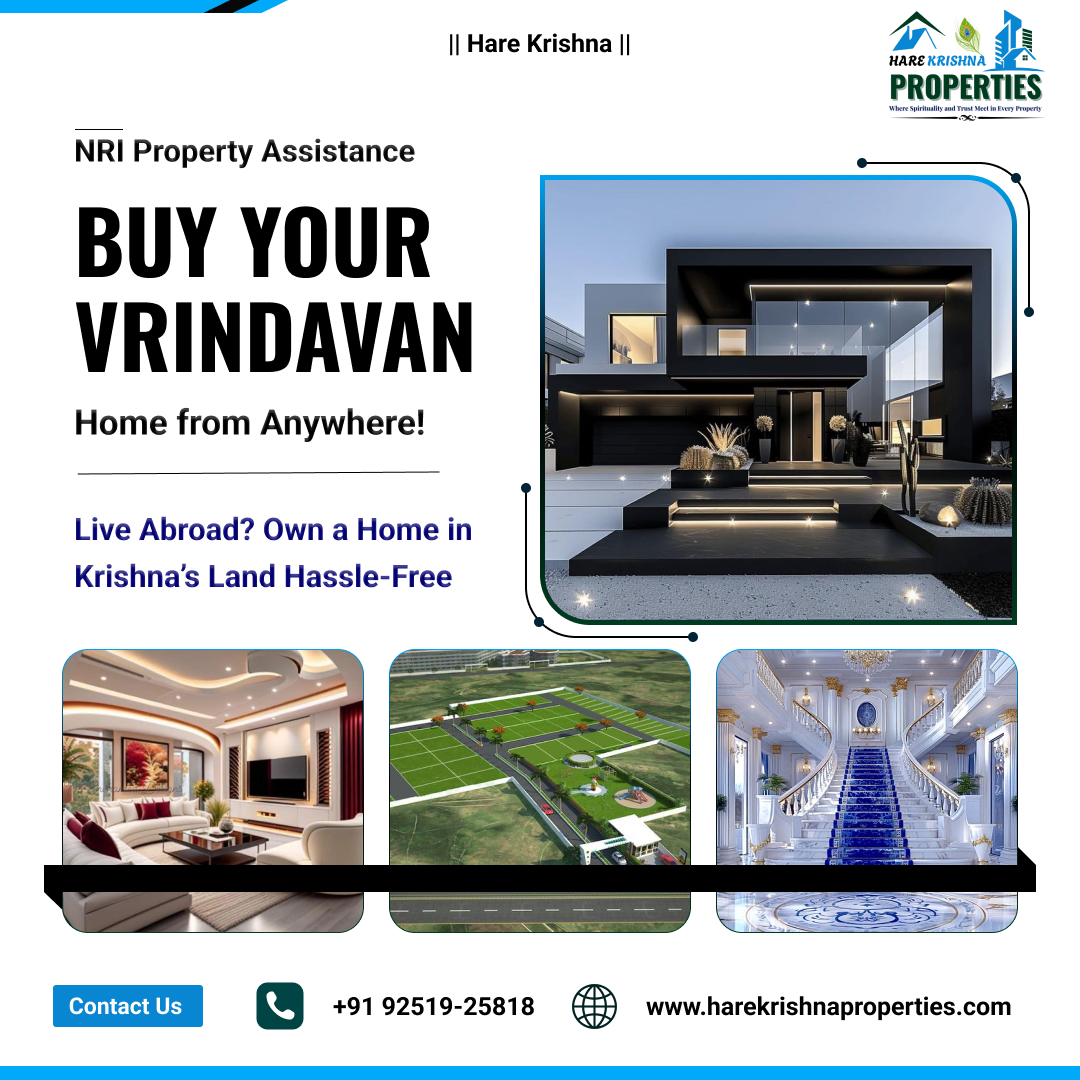 || Hare Krishna ||
HARE KRISHNA
PROPERTIES
Where Spirituality and Trust Meet in Every Property
NRI Property Assistance
BUY YOUR
VRINDAVAN
Home from Anywhere!
Live Abroad? Own a Home in
Krishna’s Land Hassle-Free
Contact Us
+91 92519-25818
www.harekrishnaproperties.com